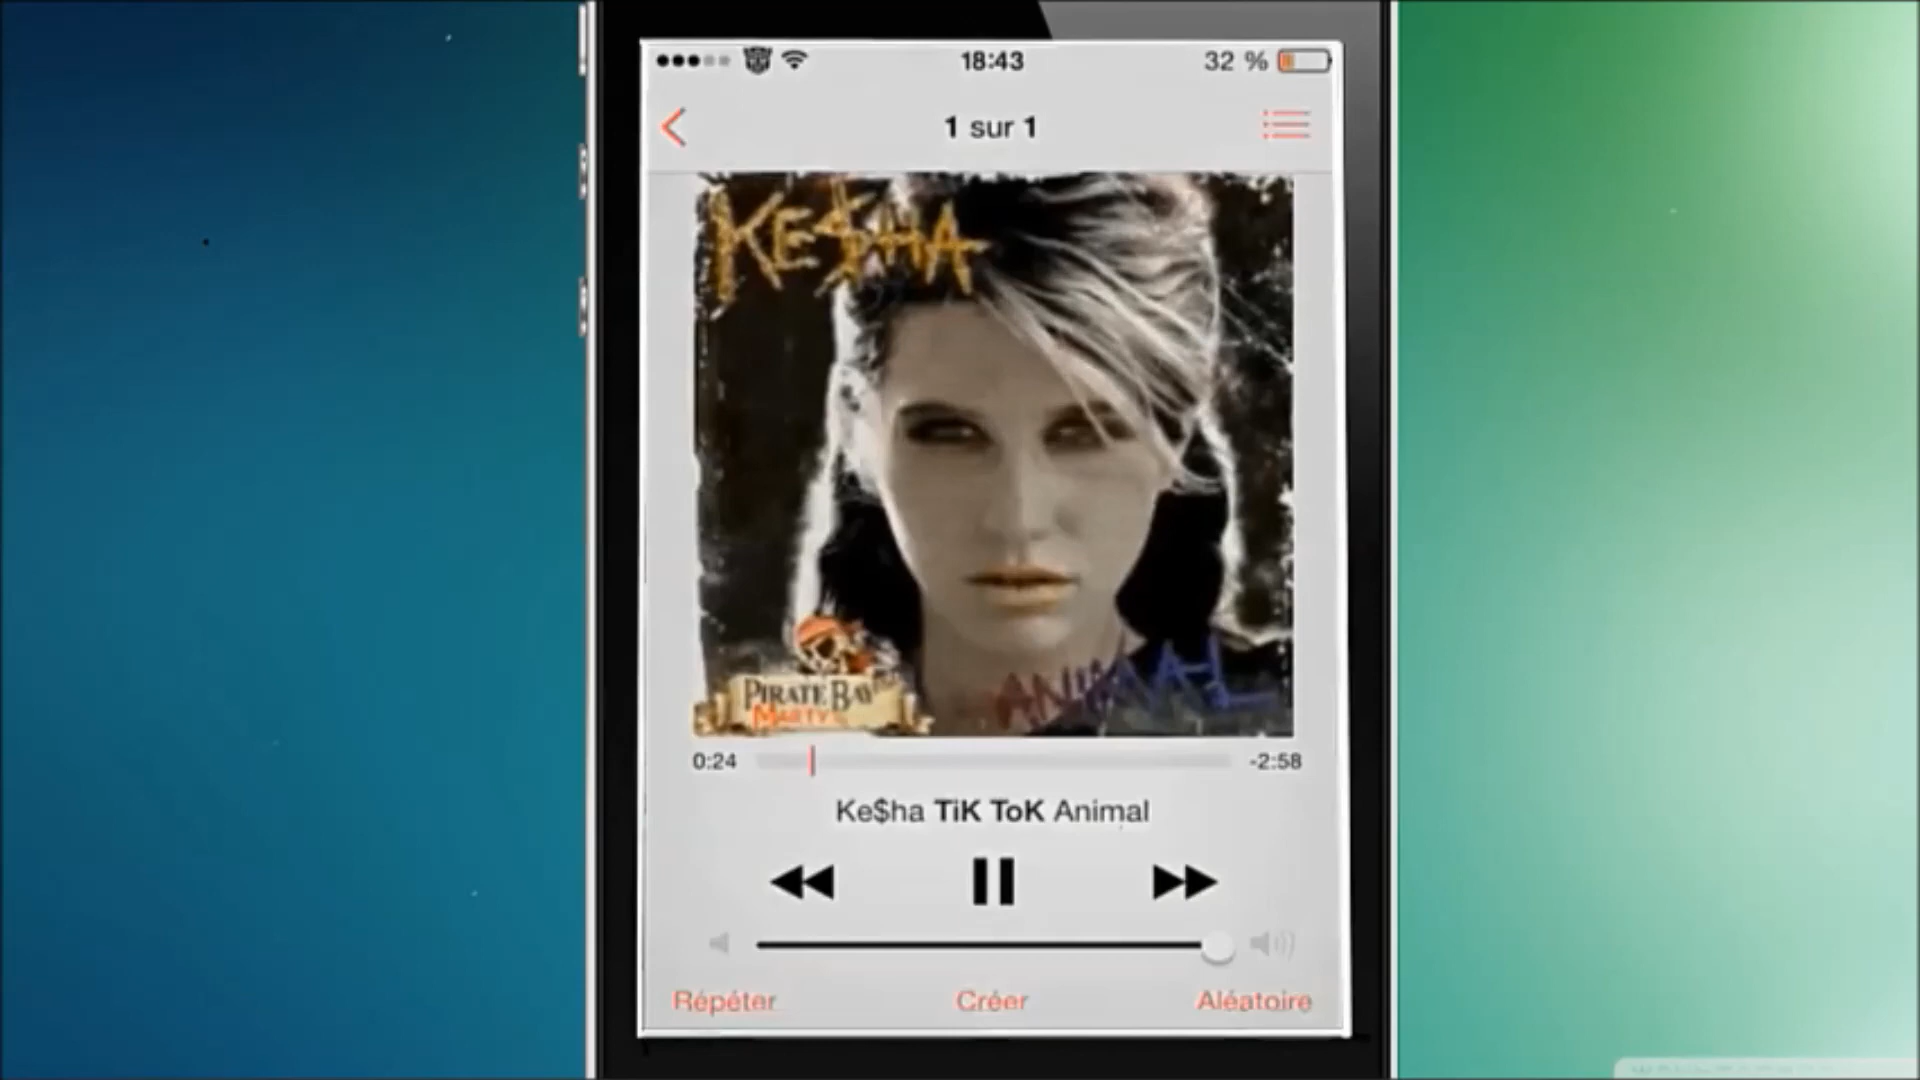 18:43
32 %
1 sur 1
KE$HA
PIRATE BAY
ANIMAL
0:24
-2:58
Ke$ha TiK ToK Animal
Répéter
Créer
Aléatoire